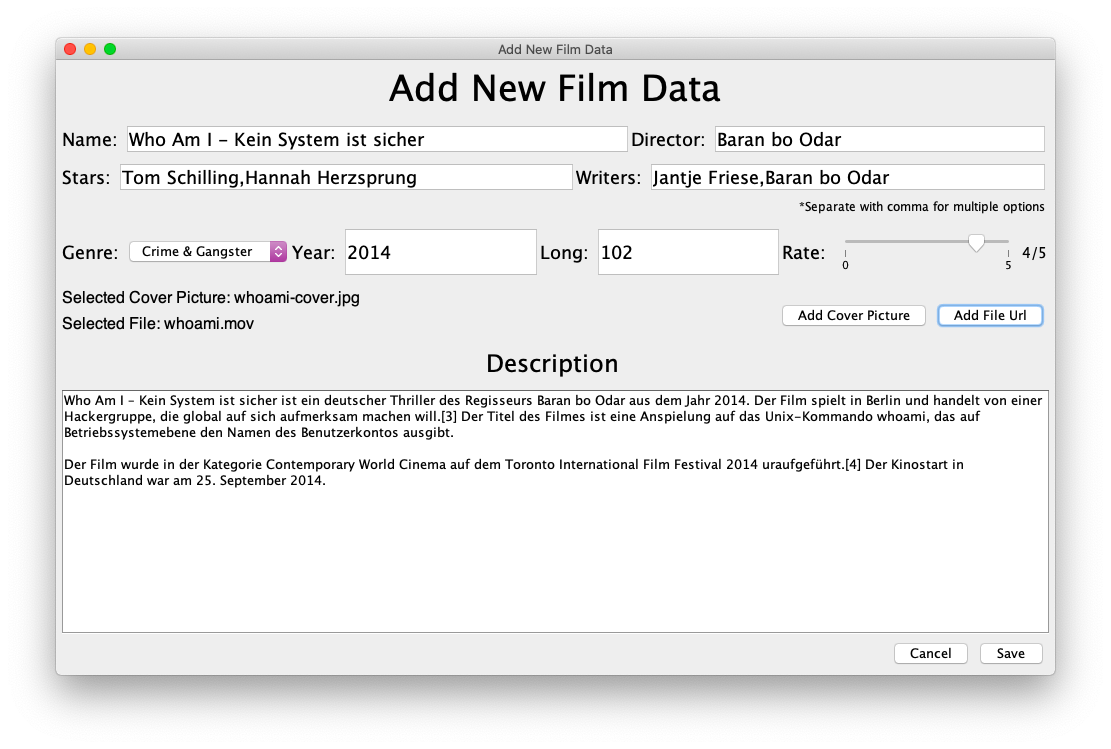 Add New Film Data
Add New Film Data
Name: Who Am I – Kein System ist sicher Director: Baran bo Odar
Stars: Tom Schilling,Hannah Herzsprung Writers: Jantje Friese,Baran bo Odar
*Separate with comma for multiple options
Genre: Crime & Gangster Year: 2014 Long: 102 Rate: 0 5 4/5
Selected Cover Picture: whoami-cover.jpg
Selected File: whoami.mov
Add Cover Picture Add File Url
Description
Who Am I – Kein System ist sicher ist ein deutscher Thriller des Regisseurs Baran bo Odar aus dem Jahr 2014. Der Film spielt in Berlin und handelt von einer
Hackergruppe, die global auf sich aufmerksam machen will.[3] Der Titel des Filmes ist eine Anspielung auf das Unix-Kommando whoami, das auf
Betriebssystemebene den Namen des Benutzerkontos ausgibt.
Der Film wurde in der Kategorie Contemporary World Cinema auf dem Toronto International Film Festival 2014 uraufgeführt.[4] Der Kinostart in
Deutschland war am 25. September 2014.
Cancel Save